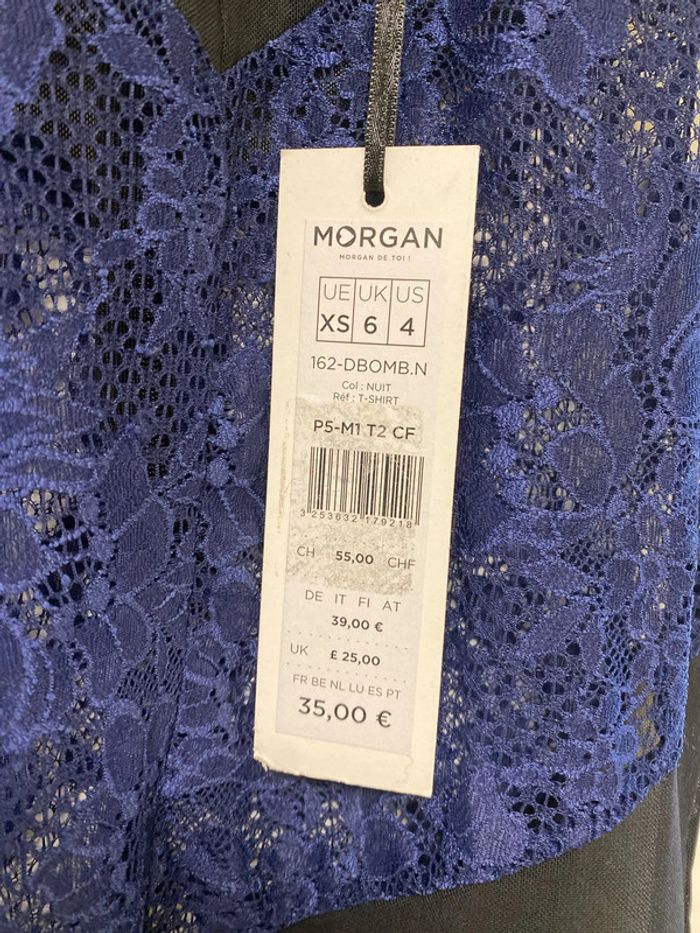 MORGAN
MORGAN DE TOI !
UE UK US
XS 6 4
162-DBOMB.N
Col : NUIT
Réf : T-SHIRT
P5-M1 T2 CF
3 253632 179218
CH 55,00 CHF
DE IT FI AT
39,00 €
UK £ 25,00
FR BE NL LU ES PT
35,00 €